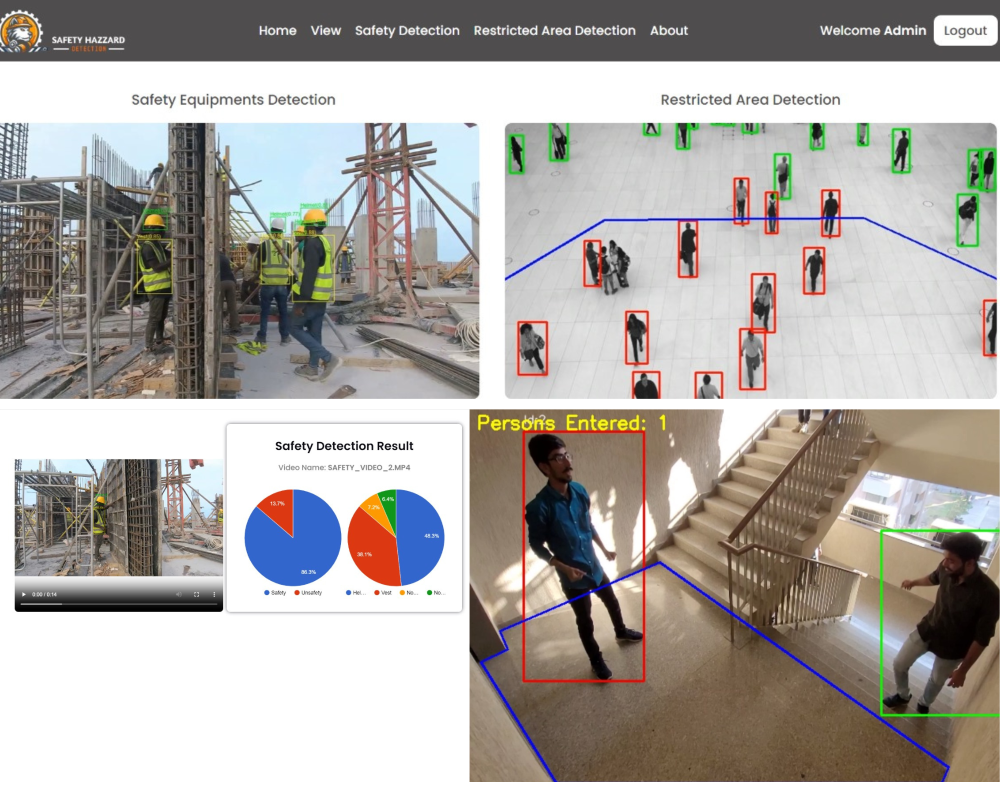 SAFETY HAZZARD
DETECTION
Home View Safety Detection Restricted Area Detection About
Welcome Admin Logout
Safety Equipments Detection
Restricted Area Detection
Safety Detection Result
Video Name: SAFETY_VIDEO_2.MP4
13.7%
86.3%
Safety Unsafety
6.4%
7.2%
48.3%
38.1%
Hel... Vest No... No...
0:00 / 0:14
Persons Entered: 1